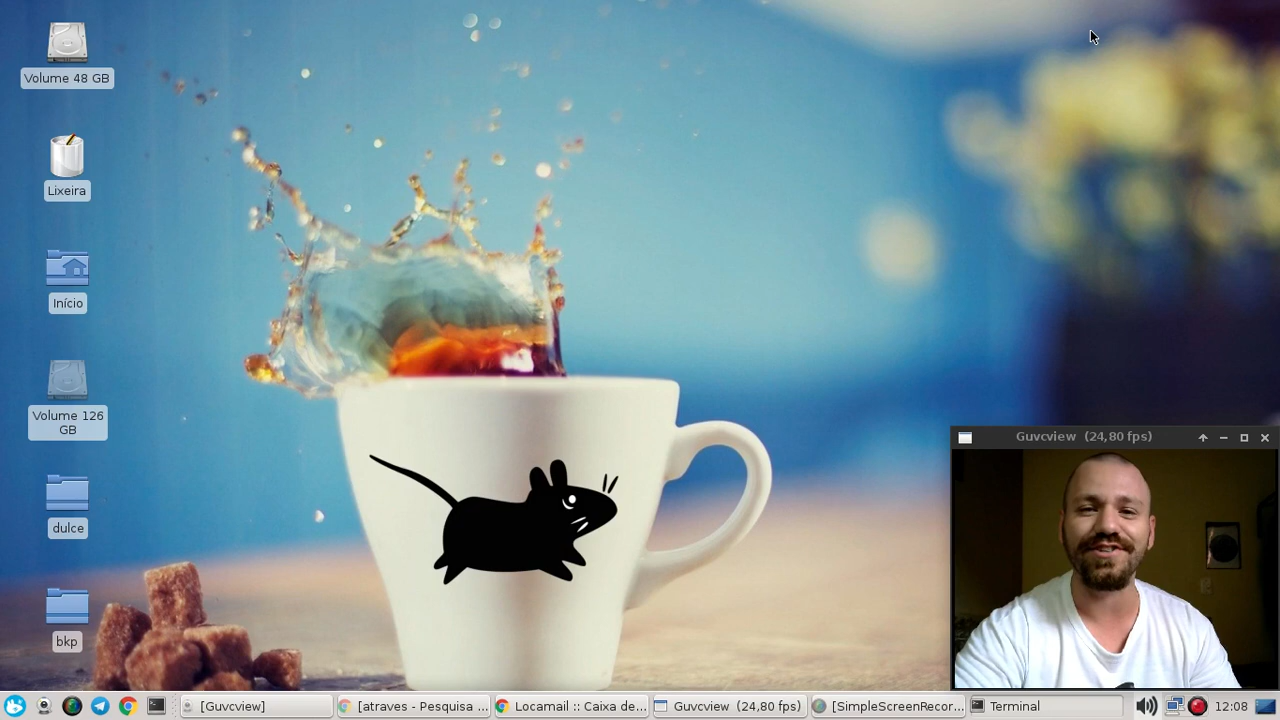 Volume 48 GB
Lixeira
Início
Volume 126
GB
dulce
bkp
Guvcview (24,80 fps)
[Guvcview]
[atraves - Pesquisa ...
Locamail :: Caixa de...
Guvcview (24,80 fps)
[SimpleScreenRecor...
Terminal
12:08